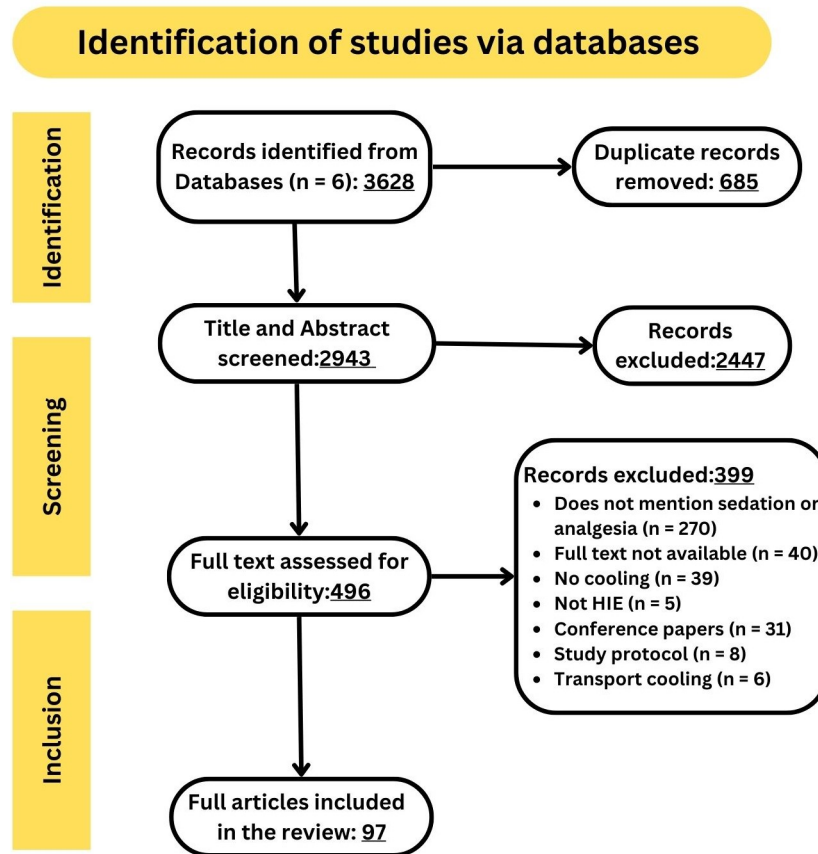 Identification of studies via databases
Identification
Records identified from
Databases (n = 6): 3628
Duplicate records
removed: 685
Screening
Title and Abstract
screened:2943
Records
excluded:2447
Full text assessed for
eligibility:496
Records excluded:399
• Does not mention sedation or
analgesia (n = 270)
• Full text not available (n = 40)
• No cooling (n = 39)
• Not HIE (n = 5)
• Conference papers (n = 31)
• Study protocol (n = 8)
• Transport cooling (n = 6)
Inclusion
Full articles included
in the review: 97